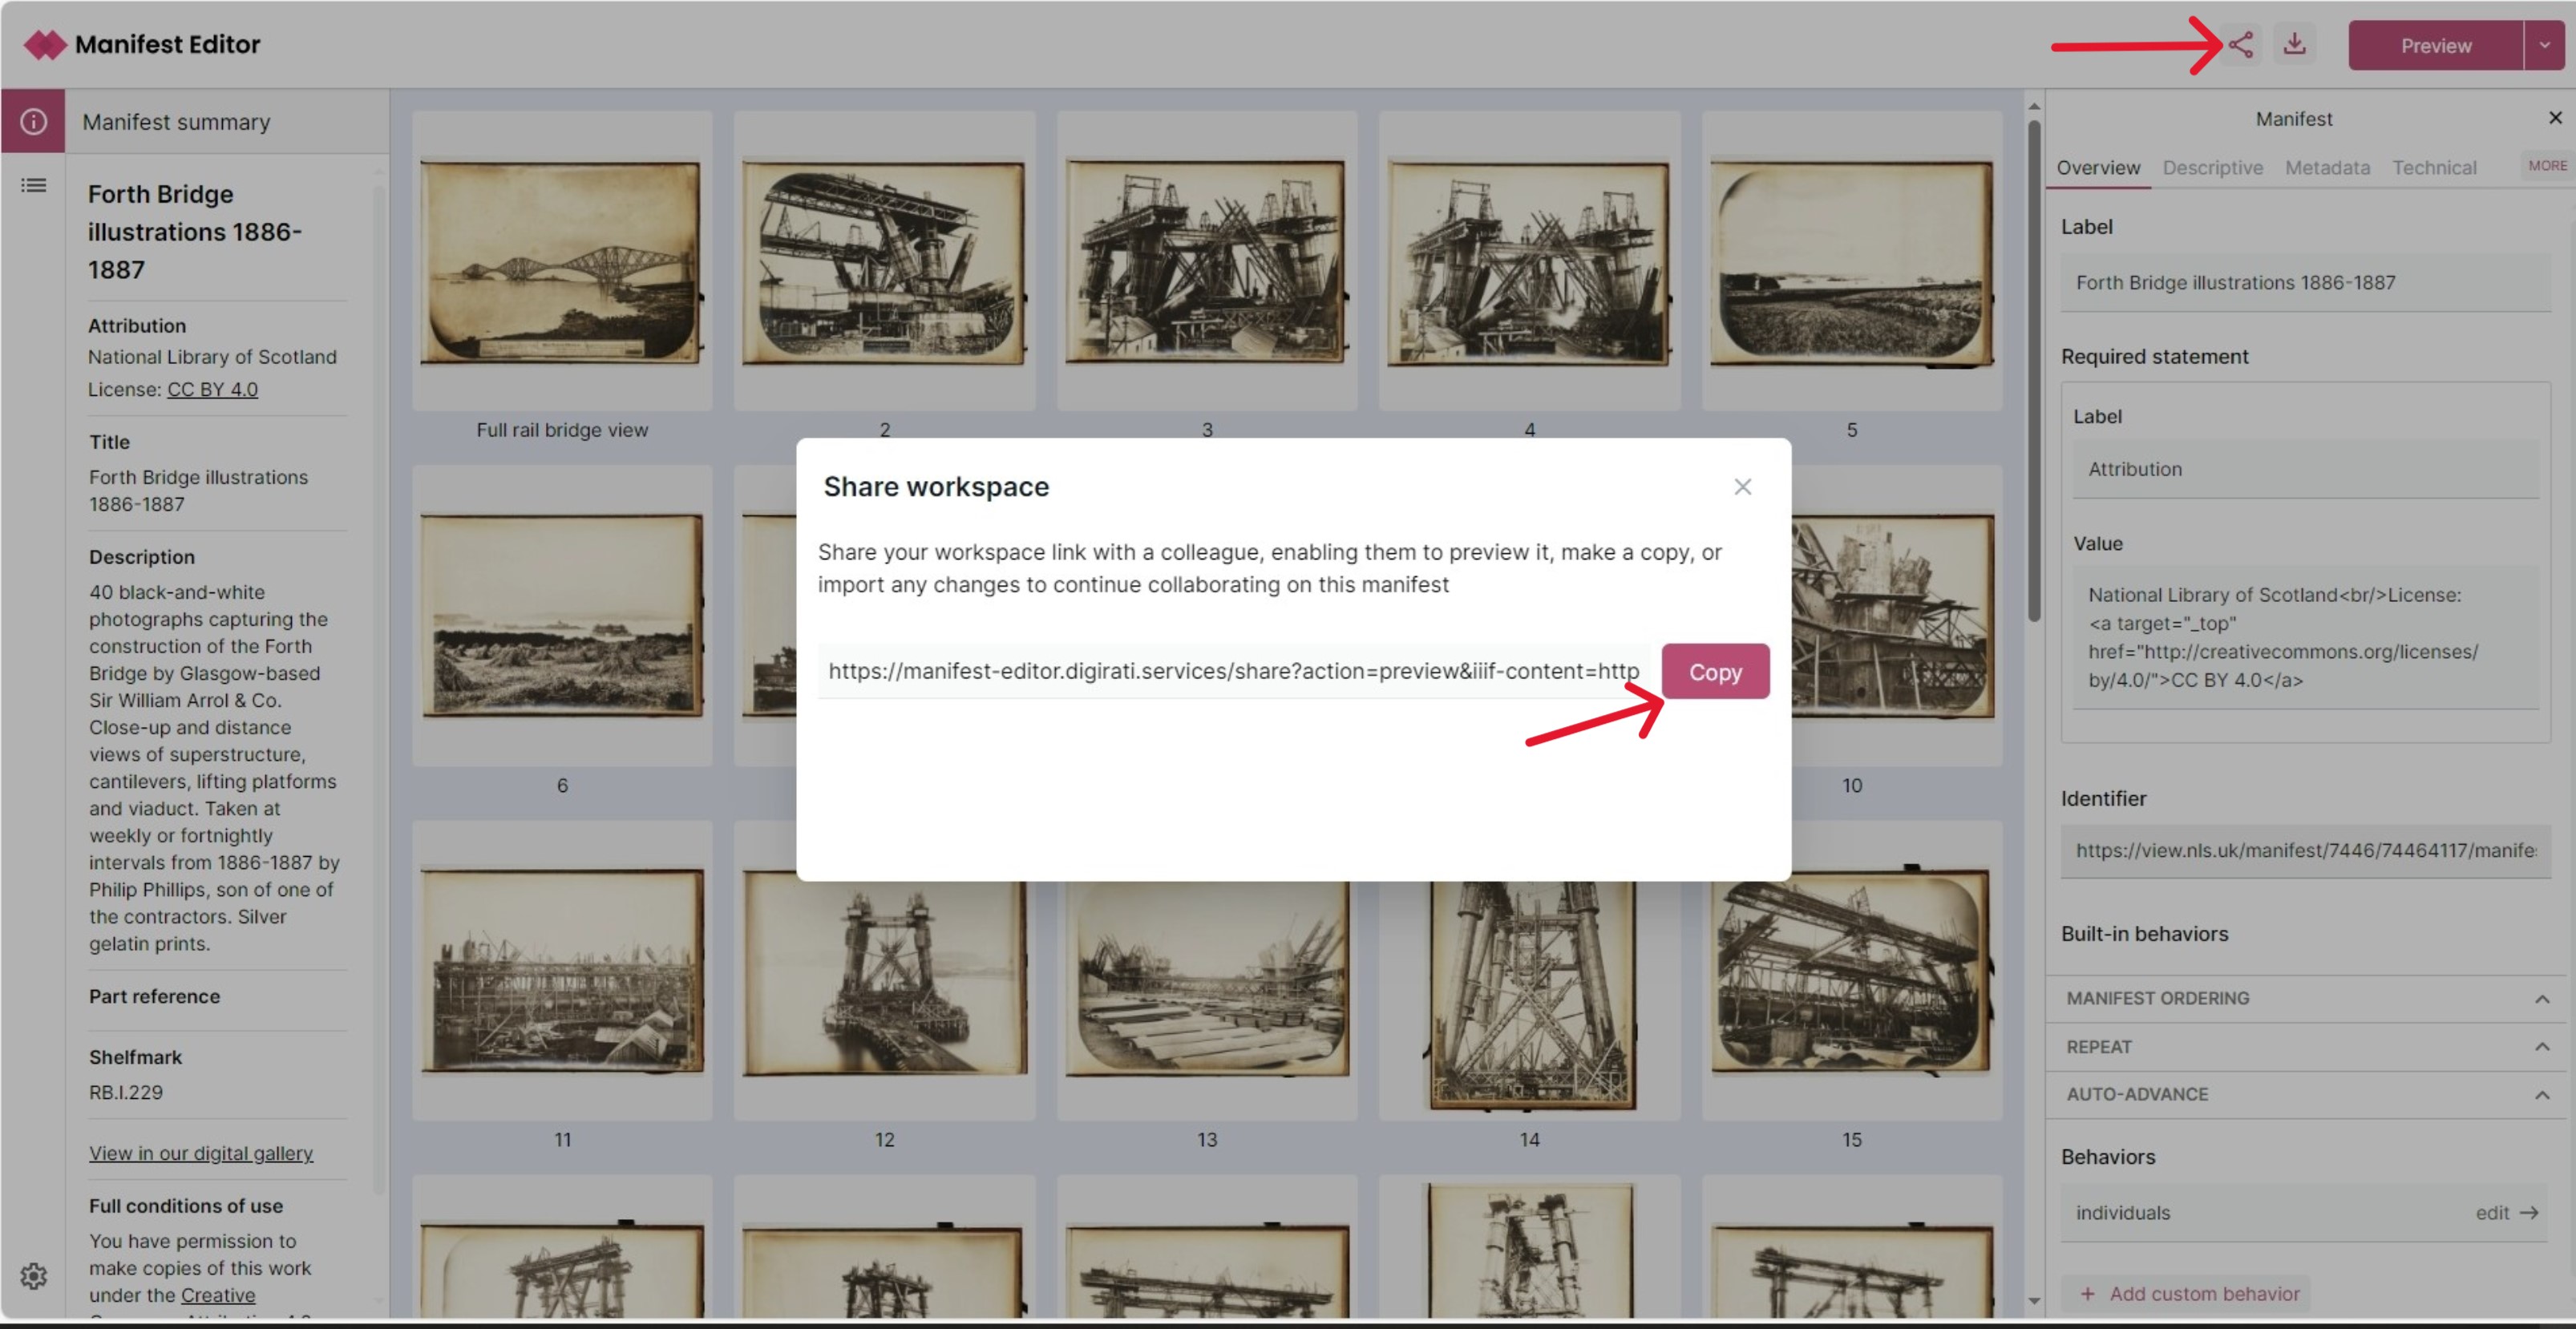 Manifest Editor
Preview
Manifest summary
Forth Bridge
illustrations 1886-
1887
Attribution
National Library of Scotland
License: CC BY 4.0
Title
Forth Bridge illustrations
1886-1887
Description
40 black-and-white
photographs capturing the
construction of the Forth
Bridge by Glasgow-based
Sir William Arrol & Co.
Close-up and distance
views of superstructure,
cantilevers, lifting platforms
and viaduct. Taken at
weekly or fortnightly
intervals from 1886-1887 by
Philip Phillips, son of one of
the contractors. Silver
gelatin prints.
Part reference
Shelfmark
RB.I.229
View in our digital gallery
Full conditions of use
You have permission to
make copies of this work
under the Creative
Full rail bridge view
2
3
4
5
6
10
11
12
13
14
15
Share workspace
Share your workspace link with a colleague, enabling them to preview it, make a copy, or
import any changes to continue collaborating on this manifest
https://manifest-editor.digirati.services/share?action=preview&iiif-content=http
Copy
Manifest
Overview Descriptive Metadata Technical MORE
Label
Forth Bridge illustrations 1886-1887
Required statement
Label
Attribution
Value
National Library of Scotland<br/>License:
<a target="_top"
href="http://creativecommons.org/licenses/
by/4.0/">CC BY 4.0</a>
Identifier
https://view.nls.uk/manifest/7446/74464117/manife
Built-in behaviors
MANIFEST ORDERING
REPEAT
AUTO-ADVANCE
Behaviors
individuals edit →
+ Add custom behavior